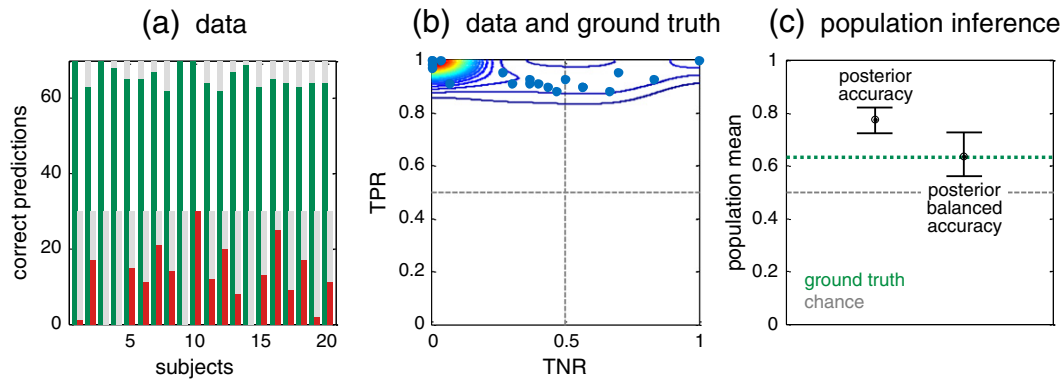 (a) data
correct predictions
60
40
20
0
5
10
15
20
subjects
(b) data and ground truth
TPR
1
0.8
0.6
0.4
0.2
0
0
0.5
1
TNR
(c) population inference
population mean
1
0.8
0.6
0.4
0.2
0
posterior
accuracy
posterior
balanced
accuracy
ground truth
chance